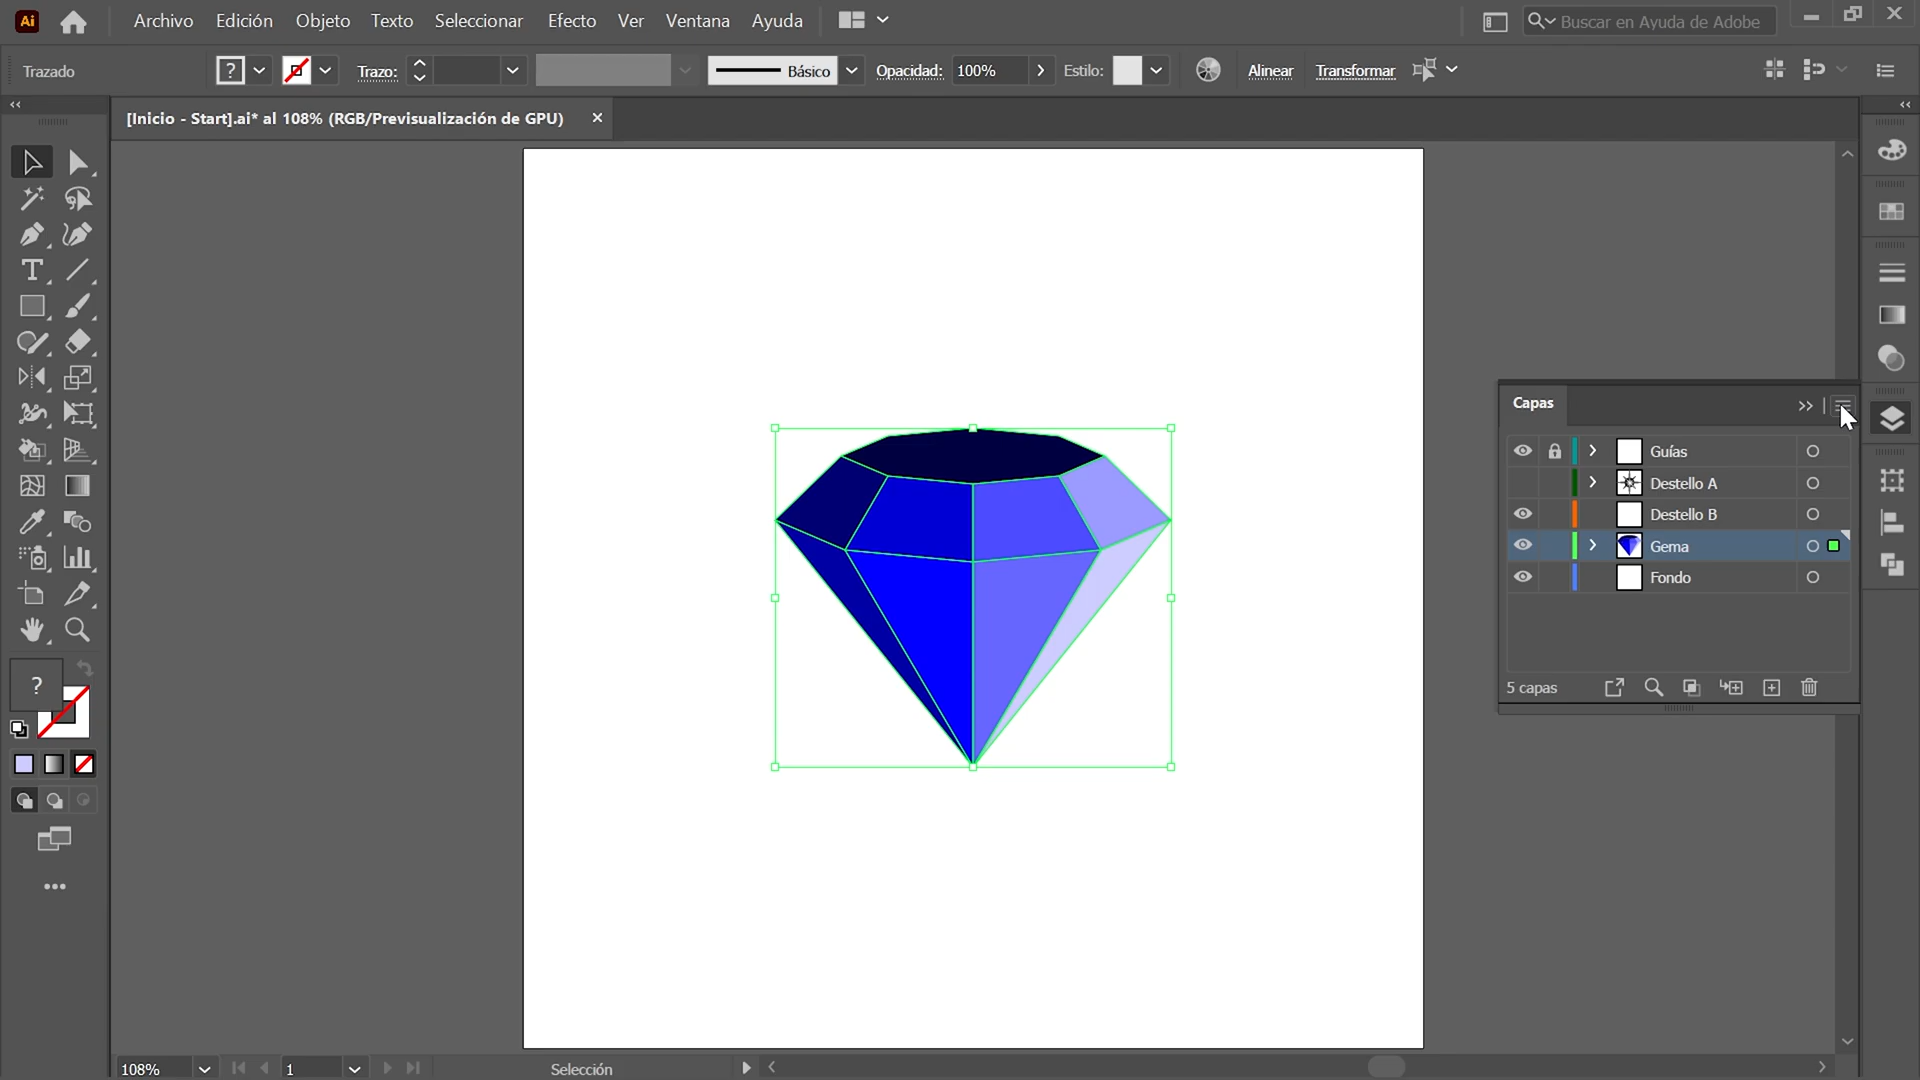 Ai
Archivo Edición Objeto Texto Seleccionar Efecto Ver Ventana Ayuda
Buscar en Ayuda de Adobe
Trazado
?
Trazo:
Básico
Opacidad:
100%
Estilo:
Alinear
Transformar
[Inicio - Start].ai* al 108% (RGB/Previsualización de GPU)
Capas
Guías
Destello A
Destello B
Gema
Fondo
5 capas
?
108%
1
Selección